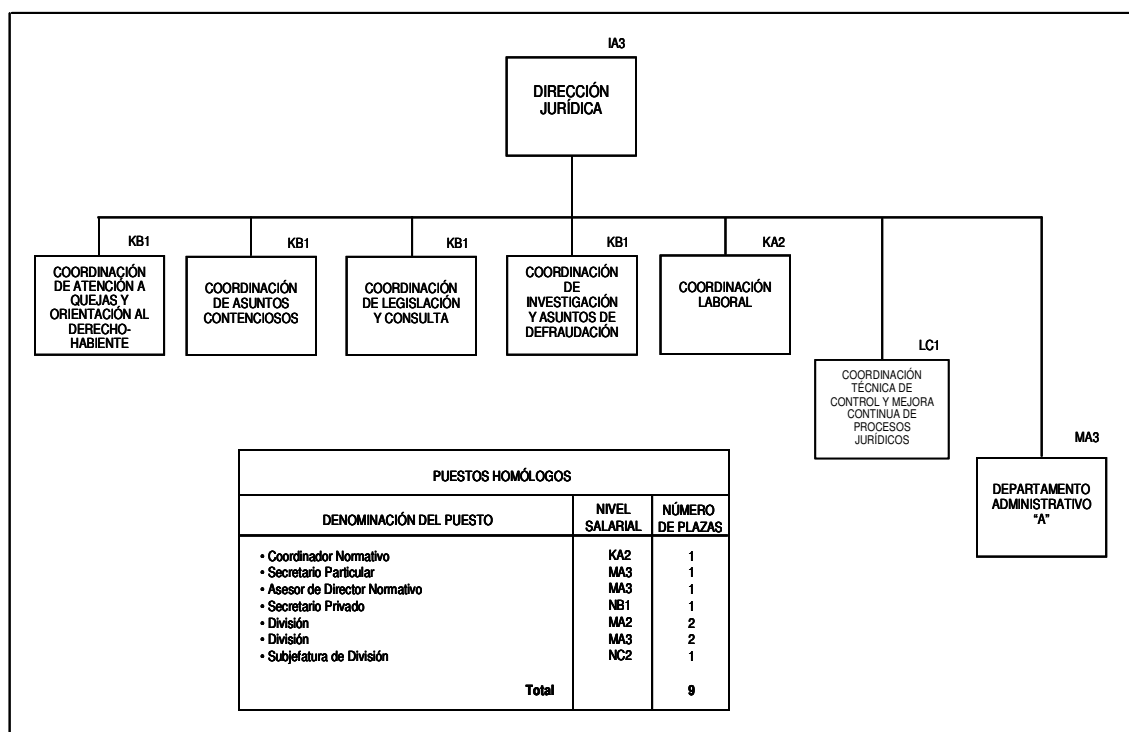 IA3
DIRECCIÓN
JURÍDICA
KB1
COORDINACIÓN
DE ATENCIÓN A
QUEJAS Y
ORIENTACIÓN AL
DERECHO-
HABIENTE
KB1
COORDINACIÓN
DE ASUNTOS
CONTENCIOSOS
KB1
COORDINACIÓN
DE LEGISLACIÓN
Y CONSULTA
KB1
COORDINACIÓN
DE
INVESTIGACIÓN
Y ASUNTOS DE
DEFRAUDACIÓN
KA2
COORDINACIÓN
LABORAL
LC1
COORDINACIÓN
TÉCNICA DE
CONTROL Y MEJORA
CONTINUA DE
PROCESOS
JURÍDICOS
MA3
DEPARTAMENTO
ADMINISTRATIVO
"A"
PUESTOS HOMÓLOGOS
DENOMINACIÓN DEL PUESTO
NIVEL
SALARIAL
NÚMERO
DE PLAZAS
• Coordinador Normativo KA2 1
• Secretario Particular MA3 1
• Asesor de Director Normativo MA3 1
• Secretario Privado NB1 1
• División MA2 2
• División MA3 2
• Subjefatura de División NC2 1
Total 9